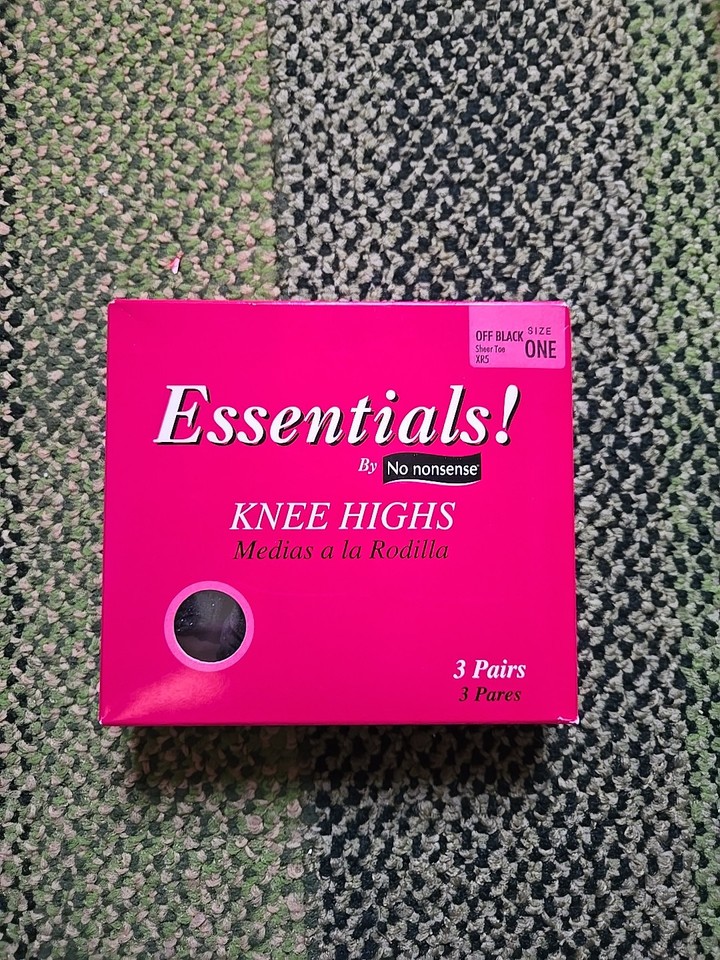 OFF BLACK SIZE
Sheer Toe ONE
XR5
Essentials!
By No nonsense
KNEE HIGHS
Medias a la Rodilla
3 Pairs
3 Pares